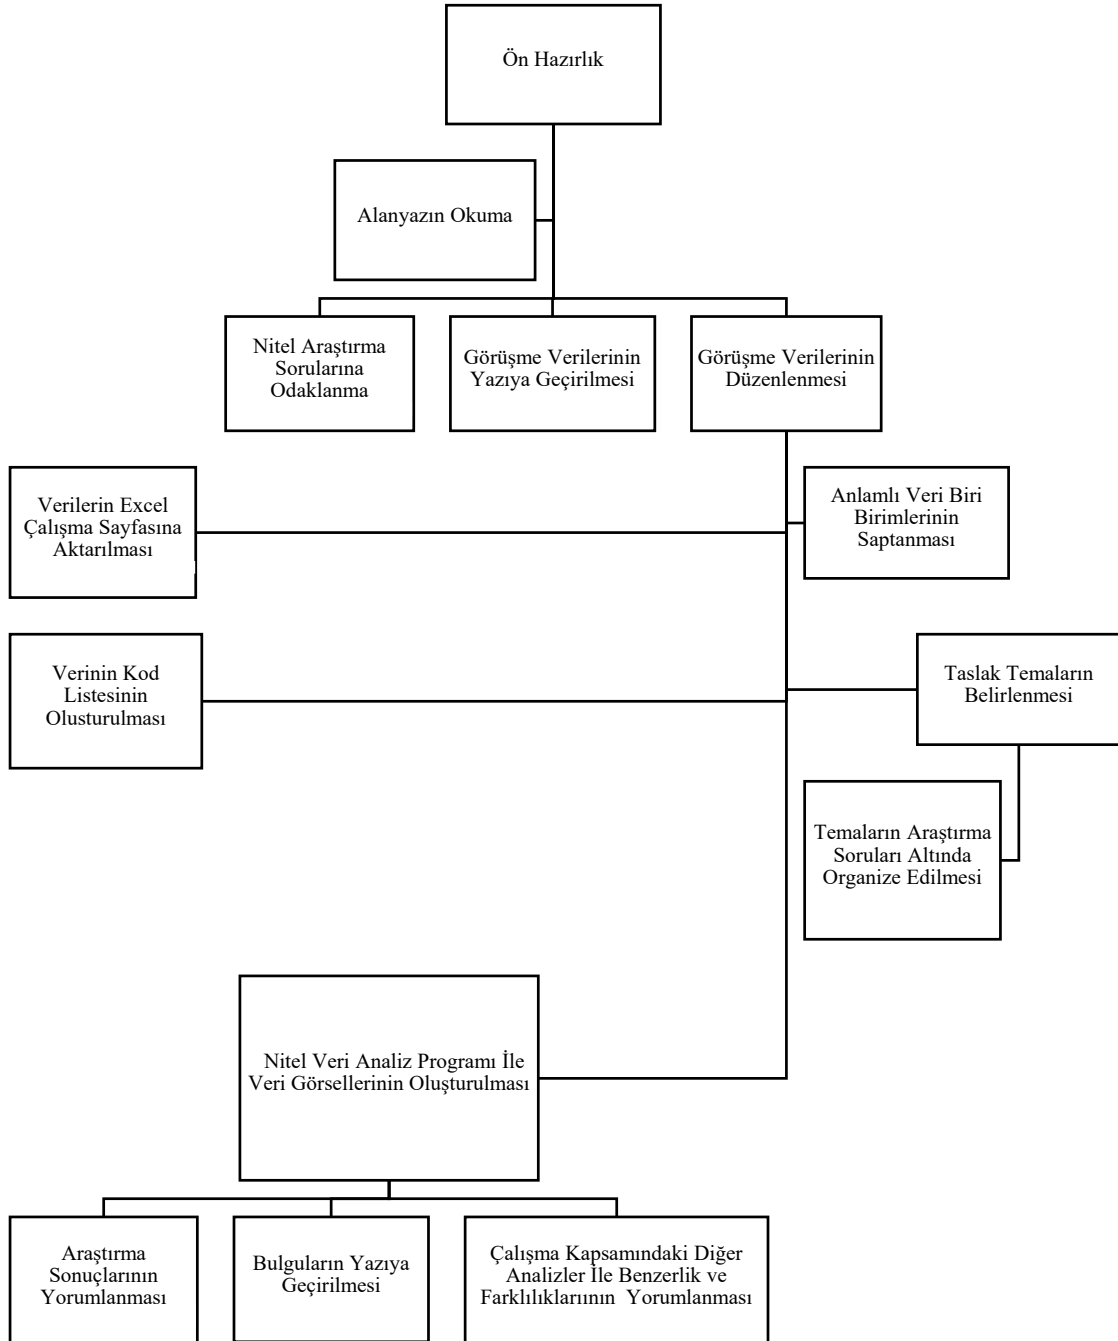 Ön Hazırlık
Alanyazın Okuma
Nitel Araştırma
Sorularına
Odaklanma
Görüşme Verilerinin
Yazıya Geçirilmesi
Görüşme Verilerinin
Düzenlenmesi
Verilerin Excel
Çalışma Sayfasına
Aktarılması
Anlamlı Veri Biri
Birimlerinin
Saptanması
Verinin Kod
Listesinin
Olusturulması
Taslak Temaların
Belirlenmesi
Temaların Araştırma
Soruları Altında
Organize Edilmesi
Nitel Veri Analiz Programı İle
Veri Görsellerinin Oluşturulması
Araştırma
Sonuçlarının
Yorumlanması
Bulguların Yazıya
Geçirilmesi
Çalışma Kapsamındaki Diğer
Analizler İle Benzerlik ve
Farklılıklarıının Yorumlanması